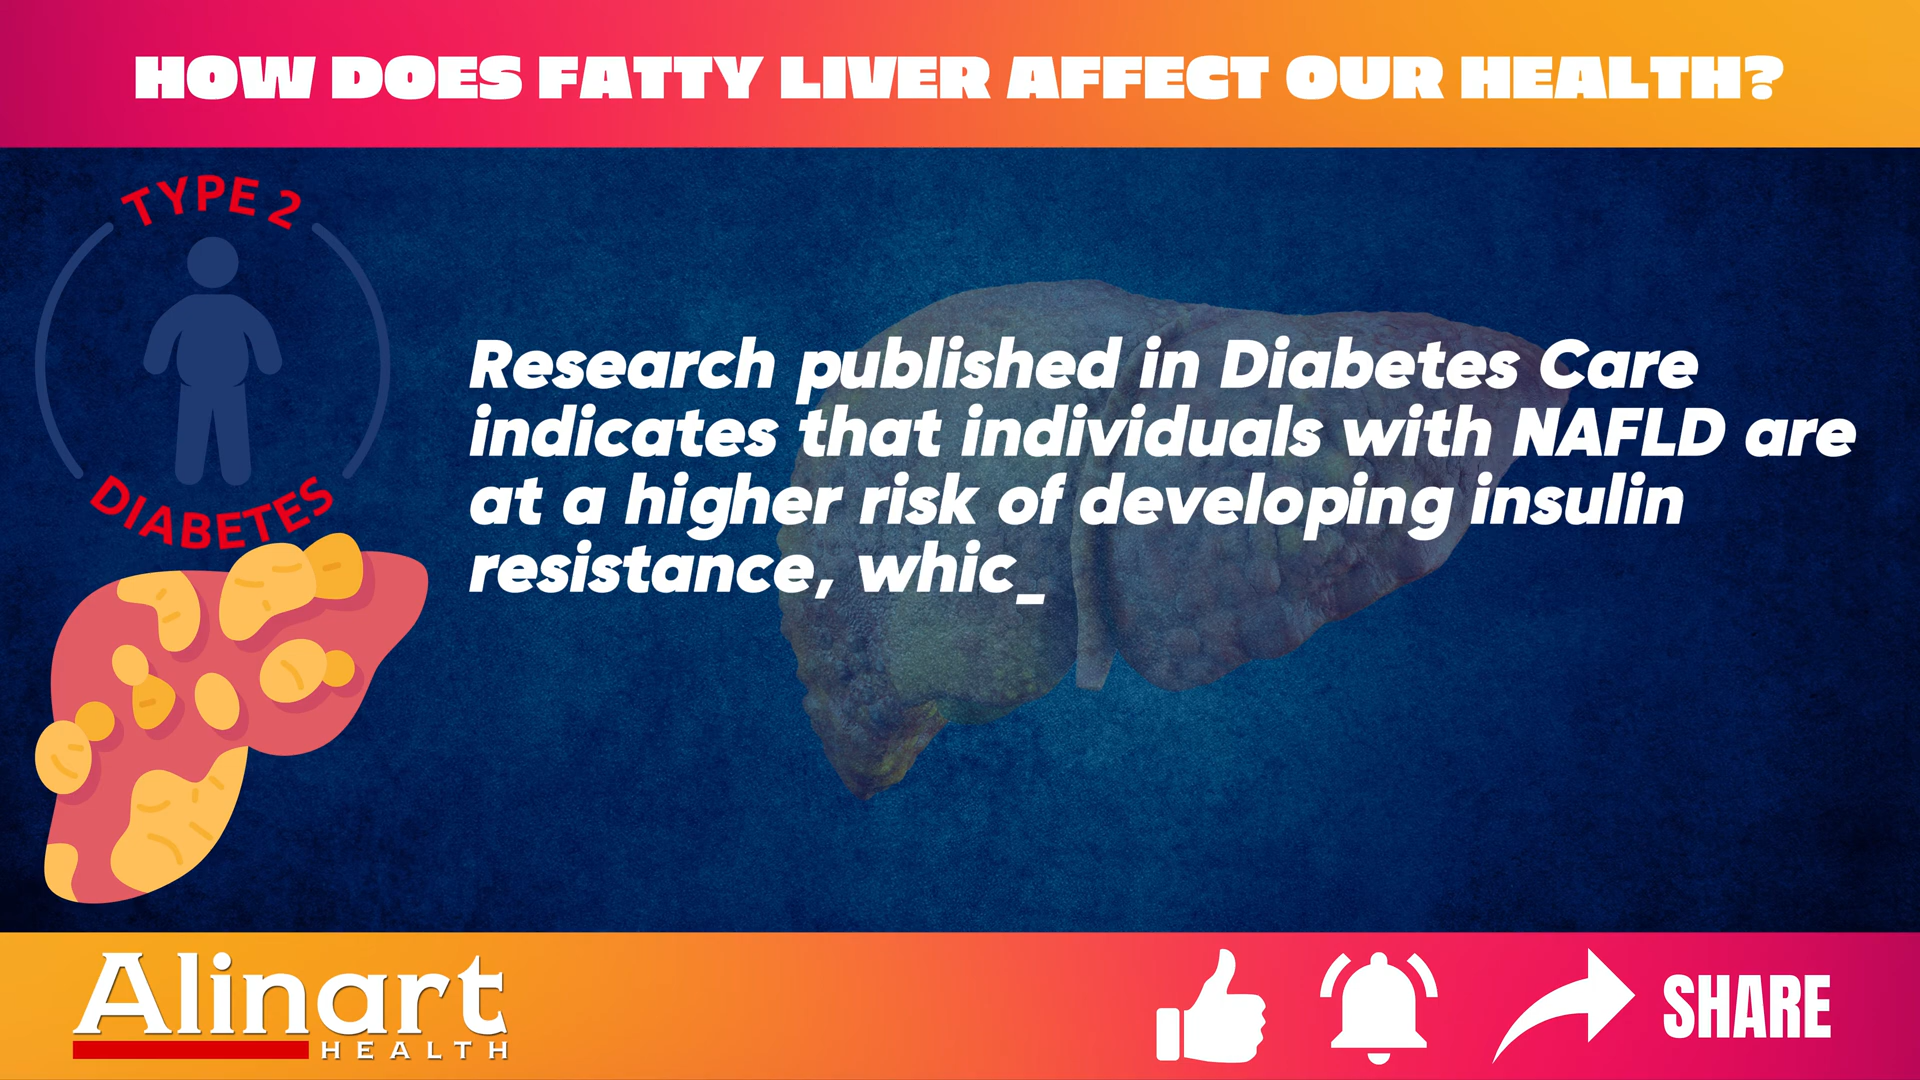 HOW DOES FATTY LIVER AFFECT OUR HEALTH?
TYPE 2
DIABETES
Research published in Diabetes Care
indicates that individuals with NAFLD are
at a higher risk of developing insulin
resistance, whic_
Alinart
HEALTH
SHARE